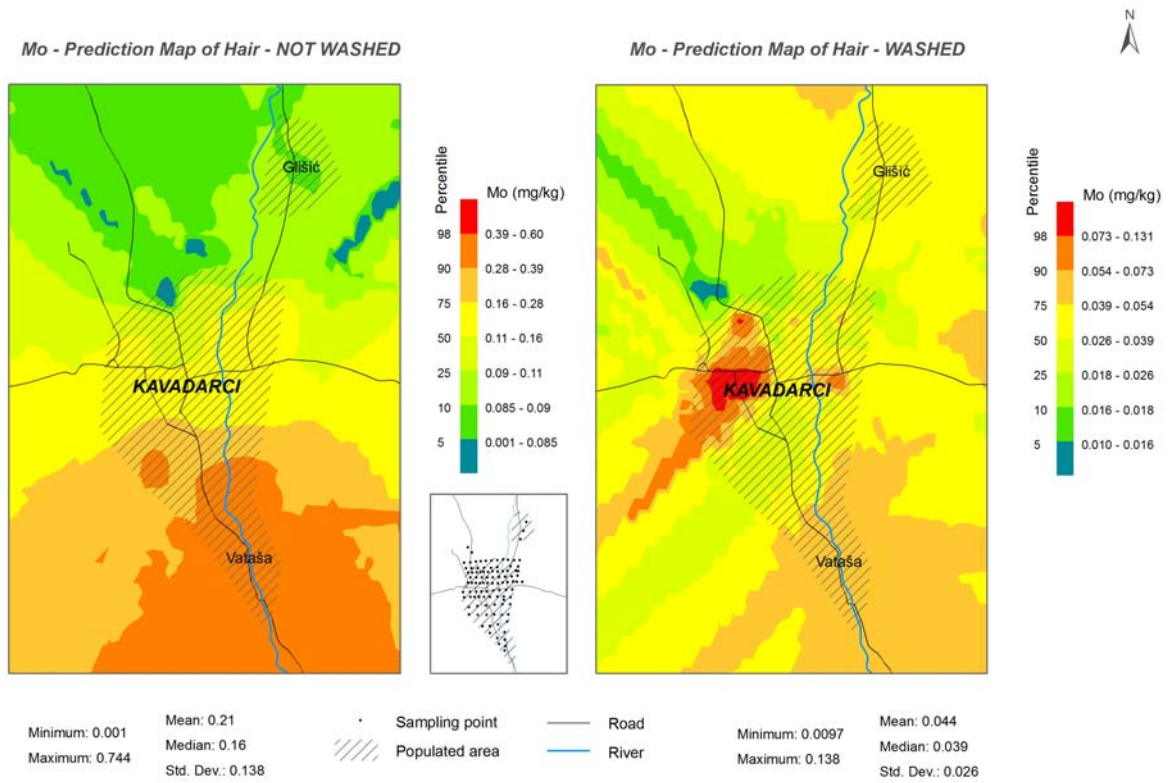 N
Mo - Prediction Map of Hair - NOT WASHED
Mo - Prediction Map of Hair - WASHED
Glišić
KAVADARCI
Vataša
Percentile
Mo (mg/kg)
98
0.39 - 0.60
90
0.28 - 0.39
75
0.16 - 0.28
50
0.11 - 0.16
25
0.09 - 0.11
10
0.085 - 0.09
5
0.001 - 0.085
Glišić
KAVADARCI
Vataša
Percentile
Mo (mg/kg)
98
0.073 - 0.131
90
0.054 - 0.073
75
0.039 - 0.054
50
0.026 - 0.039
25
0.018 - 0.026
10
0.016 - 0.018
5
0.010 - 0.016
Minimum: 0.001
Maximum: 0.744
Mean: 0.21
Median: 0.16
Std. Dev.: 0.138
Sampling point
Populated area
Road
River
Minimum: 0.0097
Maximum: 0.138
Mean: 0.044
Median: 0.039
Std. Dev.: 0.026